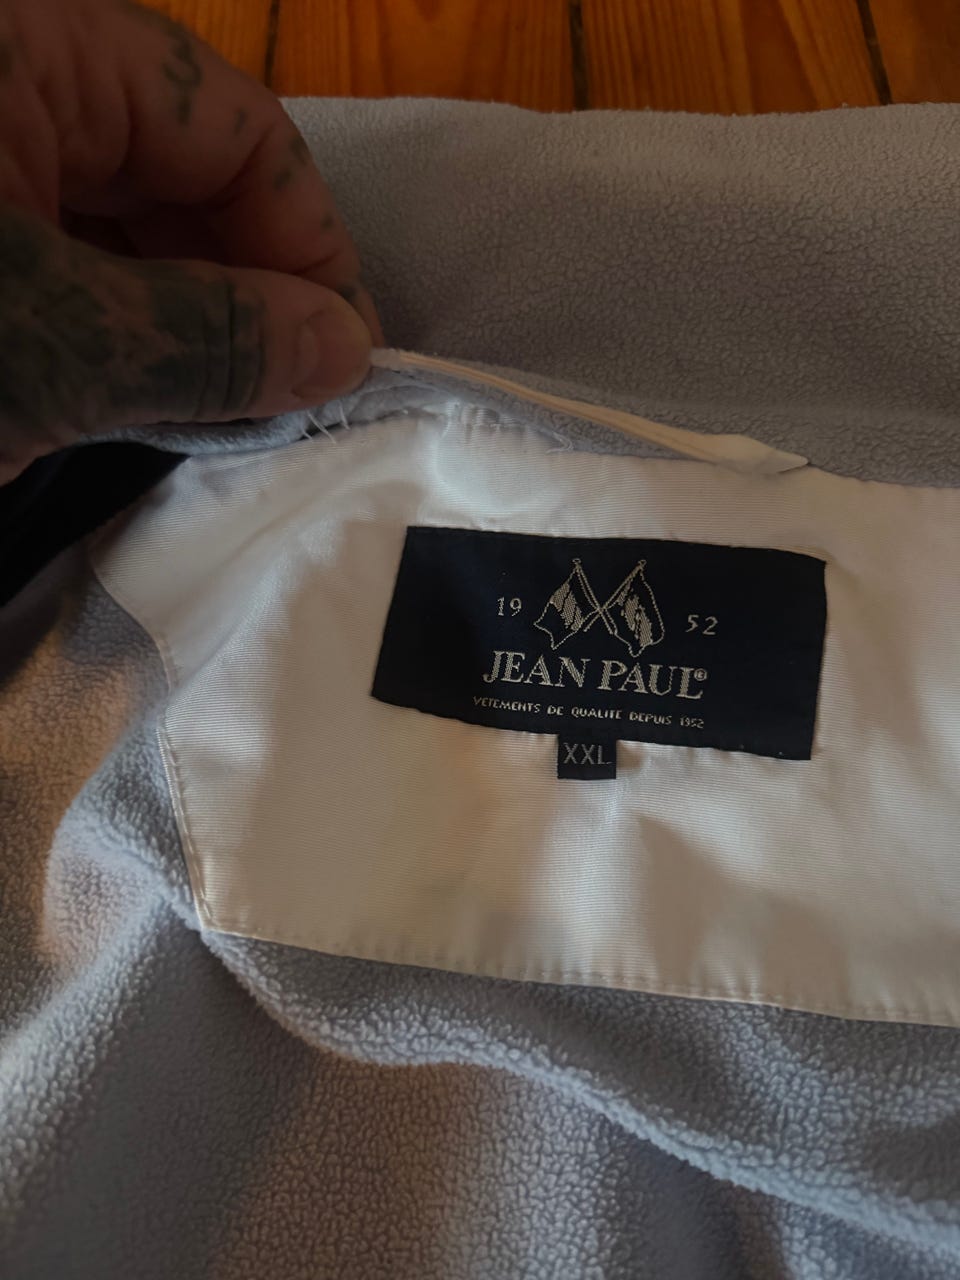 19 52
JEAN PAUL®
VETEMENTS DE QUALITE DEPUIS 1952
XXL